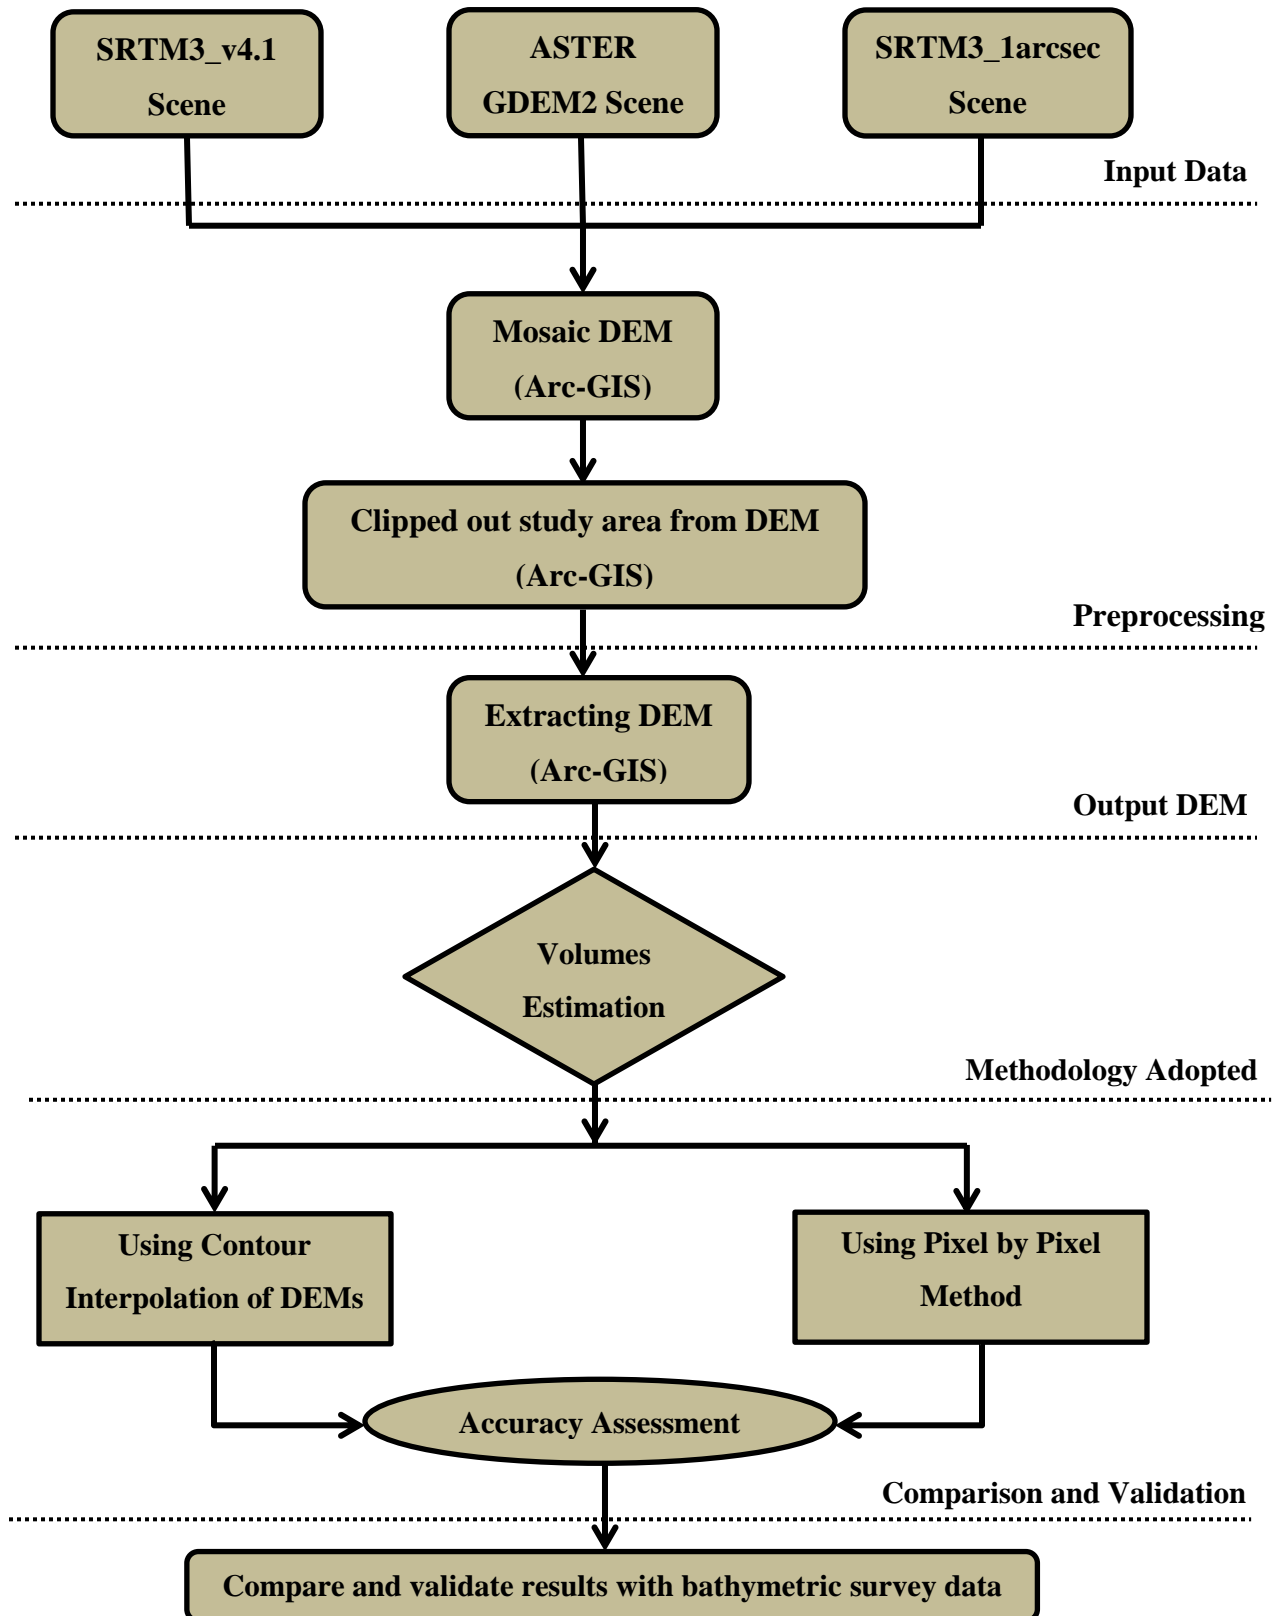 SRTM3_v4.1
Scene
ASTER
GDEM2 Scene
SRTM3_1arcsec
Scene
Input Data
Mosaic DEM
(Arc-GIS)
Clipped out study area from DEM
(Arc-GIS)
Preprocessing
Extracting DEM
(Arc-GIS)
Output DEM
Volumes
Estimation
Methodology Adopted
Using Contour
Interpolation of DEMs
Using Pixel by Pixel
Method
Accuracy Assessment
Comparison and Validation
Compare and validate results with bathymetric survey data